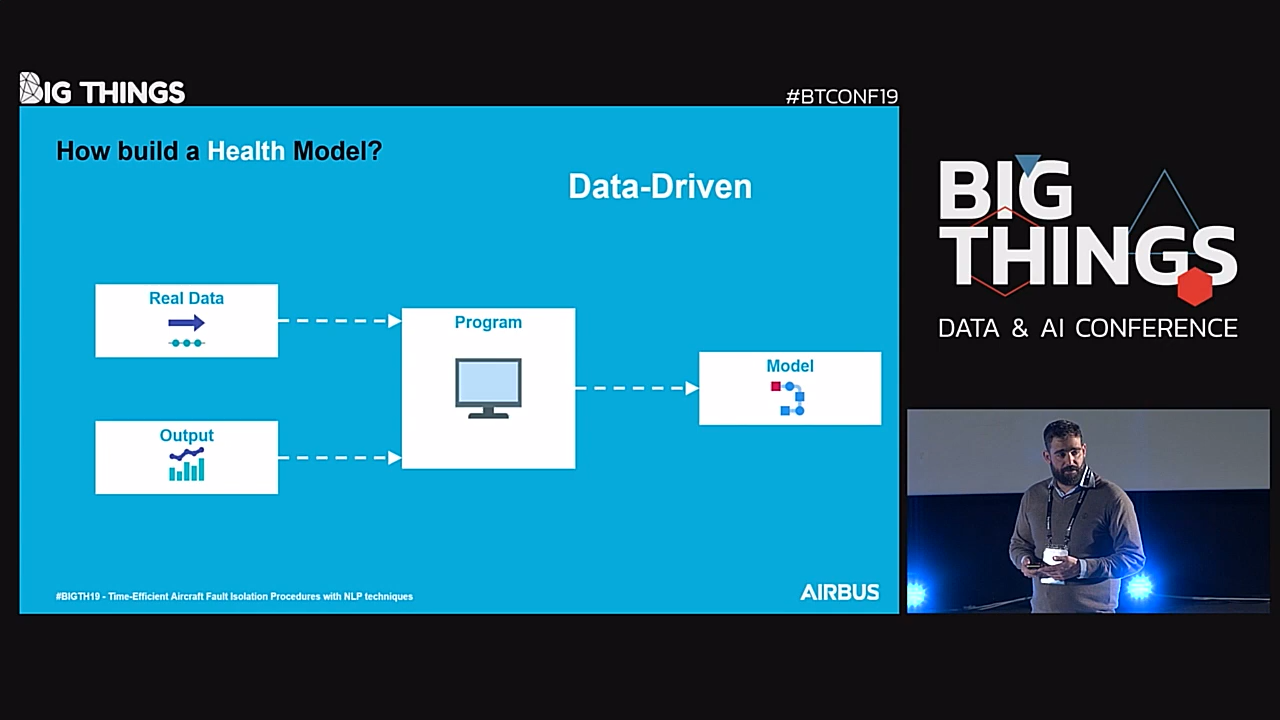 BIG THINGS
#BTCONF19
How build a Health Model?
Data-Driven
Real Data
Output
Program
Model
#BIGTH19 - Time-Efficient Aircraft Fault Isolation Procedures with NLP techniques
AIRBUS
BIG
THINGS
DATA & AI CONFERENCE